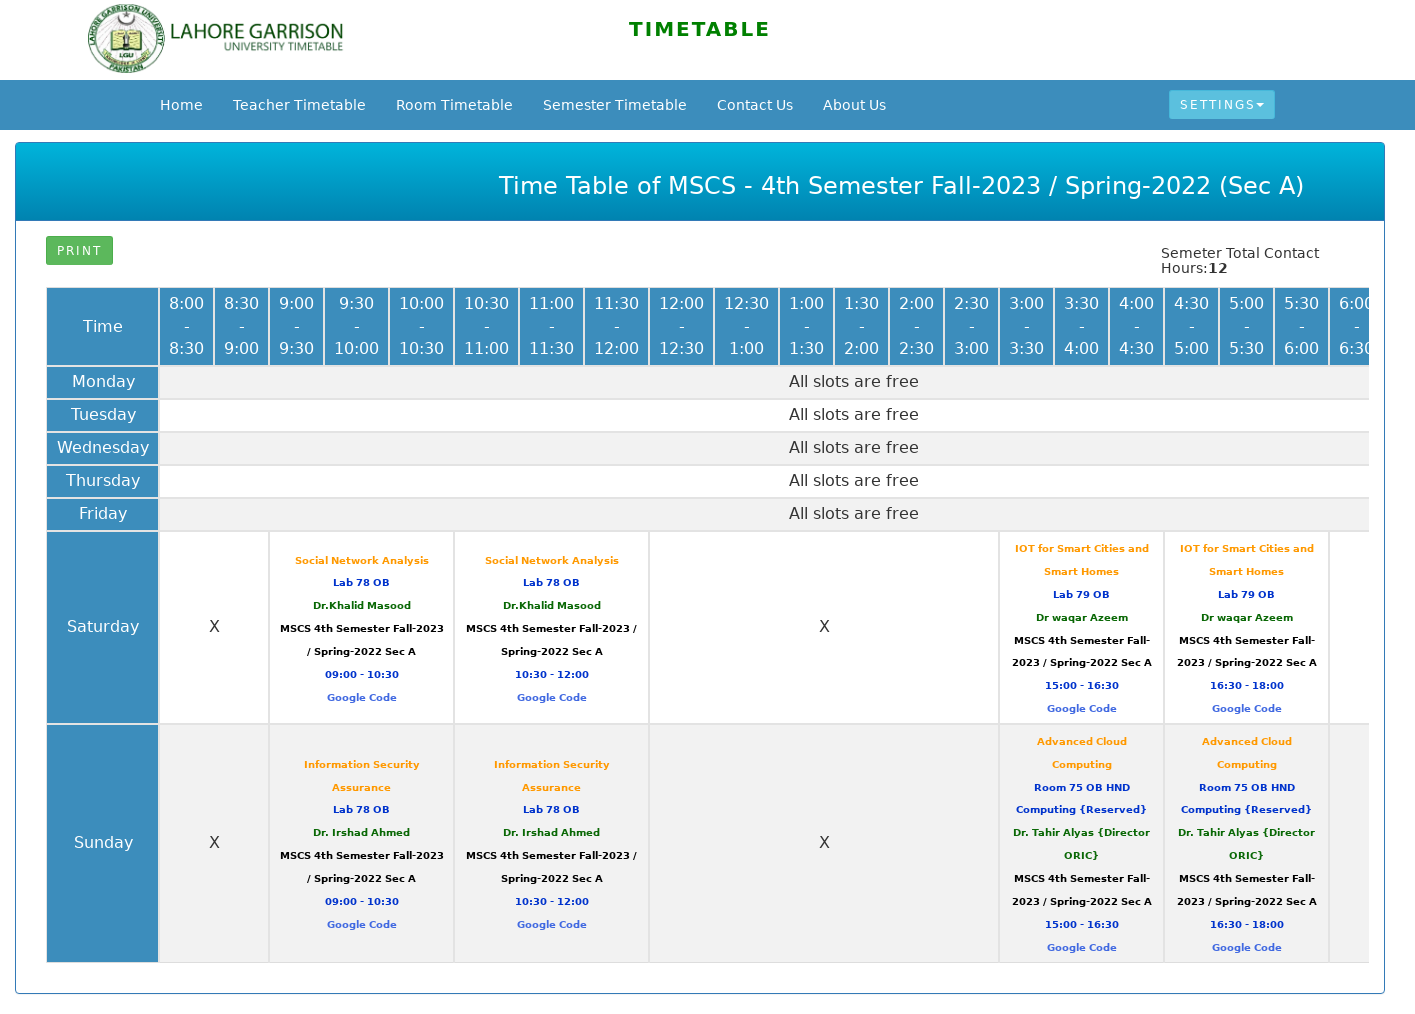 LAHORE GARRISON UNIVERSITY
LGU
PAKISTAN
LAHORE GARRISON
UNIVERSITY TIMETABLE
TIMETABLE
Home Teacher Timetable Room Timetable Semester Timetable Contact Us About Us SETTINGS
Time Table of MSCS - 4th Semester Fall-2023 / Spring-2022 (Sec A)
PRINT
Semeter Total Contact
Hours:12
Time
8:00 - 8:30
8:30 - 9:00
9:00 - 9:30
9:30 - 10:00
10:00 - 10:30
10:30 - 11:00
11:00 - 11:30
11:30 - 12:00
12:00 - 12:30
12:30 - 1:00
1:00 - 1:30
1:30 - 2:00
2:00 - 2:30
2:30 - 3:00
3:00 - 3:30
3:30 - 4:00
4:00 - 4:30
4:30 - 5:00
5:00 - 5:30
5:30 - 6:00
6:00 - 6:30
Monday All slots are free
Tuesday All slots are free
Wednesday All slots are free
Thursday All slots are free
Friday All slots are free
Saturday
X
Social Network Analysis
Lab 78 OB
Dr.Khalid Masood
MSCS 4th Semester Fall-2023
/ Spring-2022 Sec A
09:00 - 10:30
Google Code
Social Network Analysis
Lab 78 OB
Dr.Khalid Masood
MSCS 4th Semester Fall-2023 /
Spring-2022 Sec A
10:30 - 12:00
Google Code
X
IOT for Smart Cities and
Smart Homes
Lab 79 OB
Dr waqar Azeem
MSCS 4th Semester Fall-
2023 / Spring-2022 Sec A
15:00 - 16:30
Google Code
IOT for Smart Cities and
Smart Homes
Lab 79 OB
Dr waqar Azeem
MSCS 4th Semester Fall-
2023 / Spring-2022 Sec A
16:30 - 18:00
Google Code
Sunday
X
Information Security
Assurance
Lab 78 OB
Dr. Irshad Ahmed
MSCS 4th Semester Fall-2023
/ Spring-2022 Sec A
09:00 - 10:30
Google Code
Information Security
Assurance
Lab 78 OB
Dr. Irshad Ahmed
MSCS 4th Semester Fall-2023 /
Spring-2022 Sec A
10:30 - 12:00
Google Code
X
Advanced Cloud
Computing
Room 75 OB HND
Computing {Reserved}
Dr. Tahir Alyas {Director
ORIC}
MSCS 4th Semester Fall-
2023 / Spring-2022 Sec A
15:00 - 16:30
Google Code
Advanced Cloud
Computing
Room 75 OB HND
Computing {Reserved}
Dr. Tahir Alyas {Director
ORIC}
MSCS 4th Semester Fall-
2023 / Spring-2022 Sec A
16:30 - 18:00
Google Code